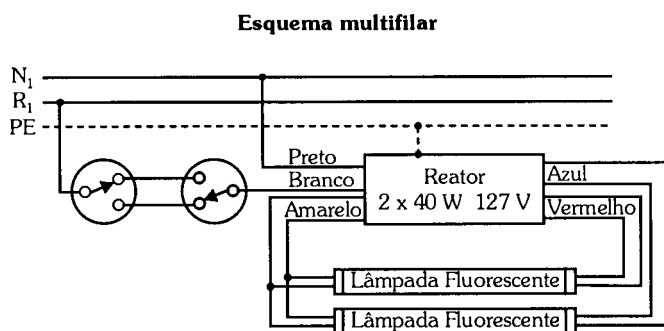 Esquema multifilar
N₁
R₁
PE
Preto
Branco
Amarelo
Reator
2 x 40 W 127 V
Azul
Vermelho
Lâmpada Fluorescente
Lâmpada Fluorescente